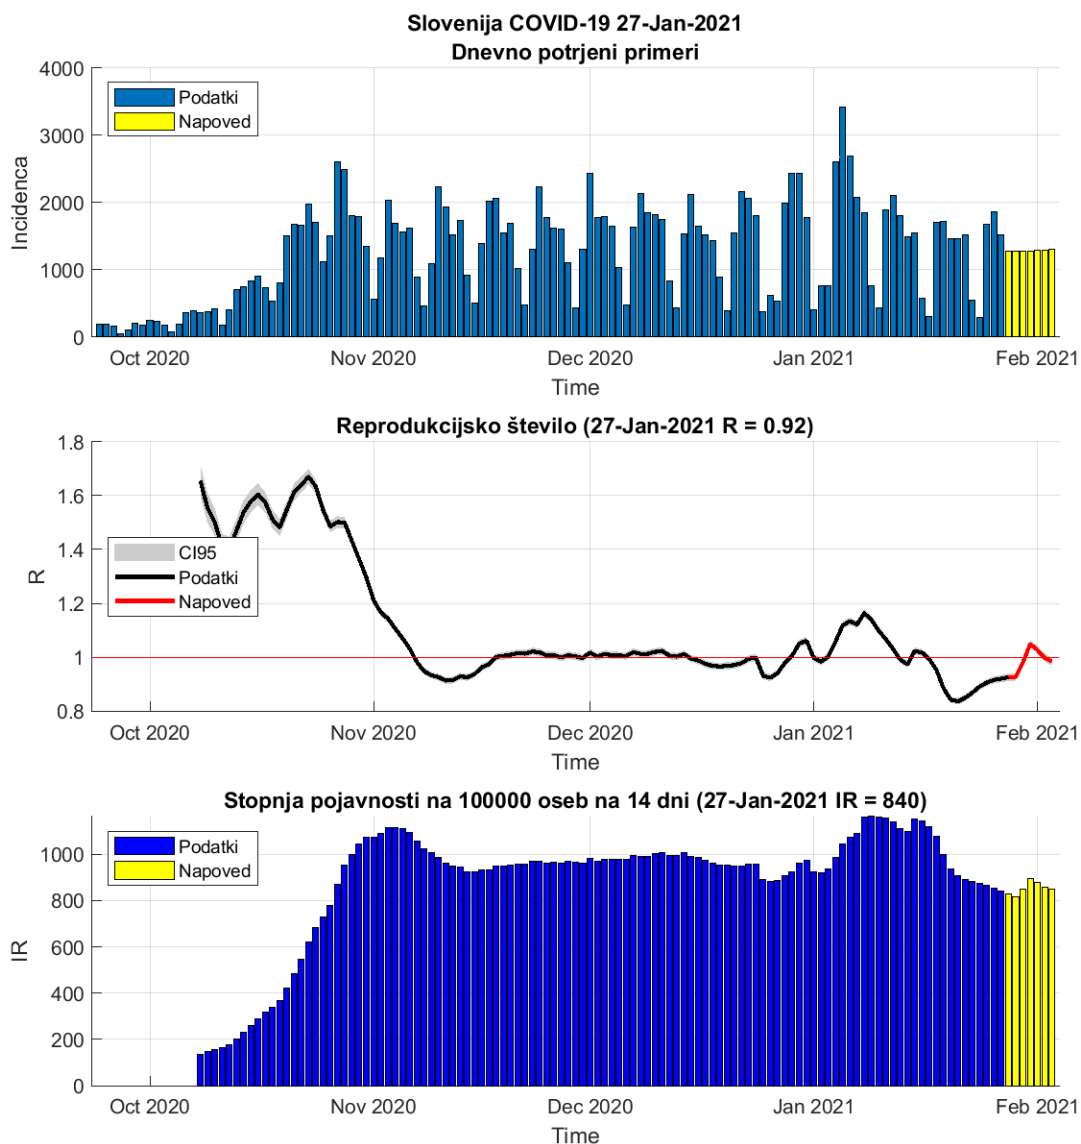 Slovenija COVID-19 27-Jan-2021
Dnevno potrjeni primeri
4000
3000
2000
1000
0
Incidenca
Podatki
Napoved
Oct 2020
Nov 2020
Dec 2020
Jan 2021
Feb 2021
Time
Reprodukcijsko število (27-Jan-2021 R = 0.92)
1.8
1.6
1.4
1.2
1
0.8
R
CI95
Podatki
Napoved
Oct 2020
Nov 2020
Dec 2020
Jan 2021
Feb 2021
Time
Stopnja pojavnosti na 100000 oseb na 14 dni (27-Jan-2021 IR = 840)
1000
800
600
400
200
0
IR
Podatki
Napoved
Oct 2020
Nov 2020
Dec 2020
Jan 2021
Feb 2021
Time